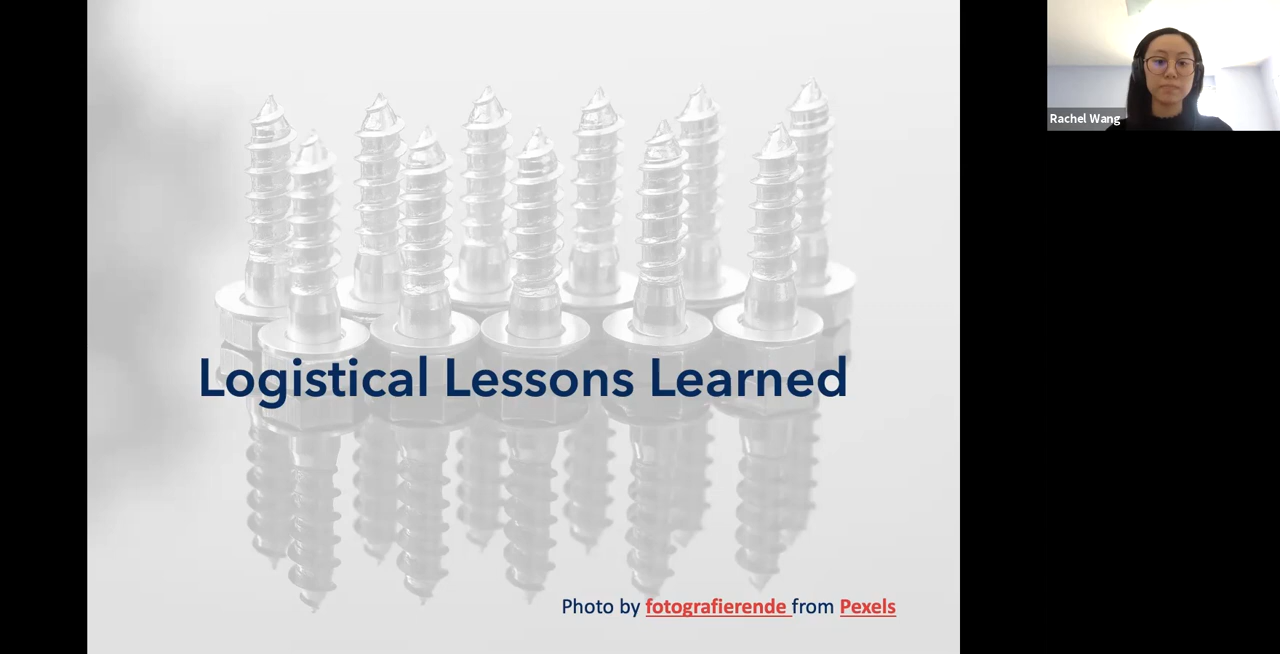 Logistical Lessons Learned
Photo by fotografierende from Pexels
Rachel Wang